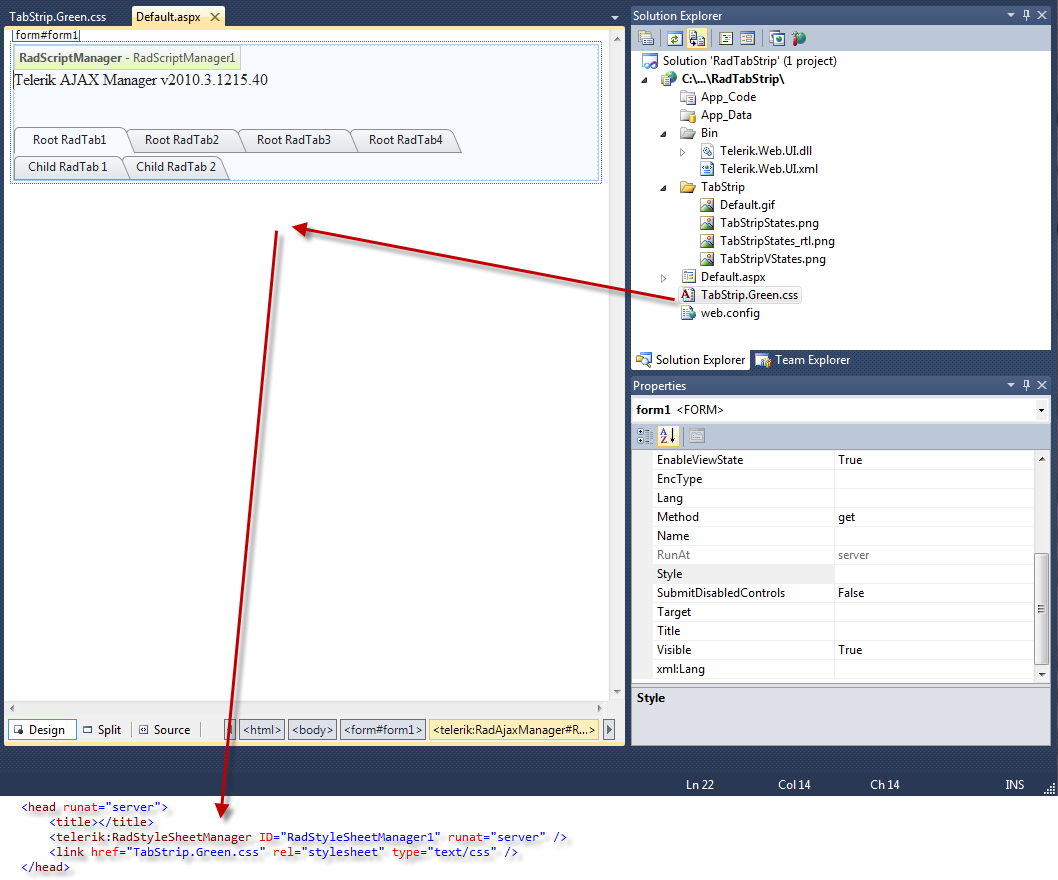 TabStrip.Green.css
Default.aspx
form#form1
RadScriptManager - RadScriptManager1
Telerik AJAX Manager v2010.3.1215.40
Root RadTab1 Root RadTab2 Root RadTab3 Root RadTab4
Child RadTab 1 Child RadTab 2
Design Split Source <html> <body> <form#form1> <telerik:RadAjaxManager#R...>
Solution Explorer
Solution 'RadTabStrip' (1 project)
C:\...\RadTabStrip\
App_Code
App_Data
Bin
Telerik.Web.UI.dll
Telerik.Web.UI.xml
TabStrip
Default.gif
TabStripStates.png
TabStripStates_rtl.png
TabStripVStates.png
Default.aspx
TabStrip.Green.css
web.config
Solution Explorer Team Explorer
Properties
form1 <FORM>
EnableViewState True
EncType
Lang
Method get
Name
RunAt server
Style
SubmitDisabledControls False
Target
Title
Visible True
xml:Lang
Style
Ln 22 Col 14 Ch 14 INS
<head runat="server">
<title></title>
<telerik:RadStyleSheetManager ID="RadStyleSheetManager1" runat="server" />
<link href="TabStrip.Green.css" rel="stylesheet" type="text/css" />
</head>